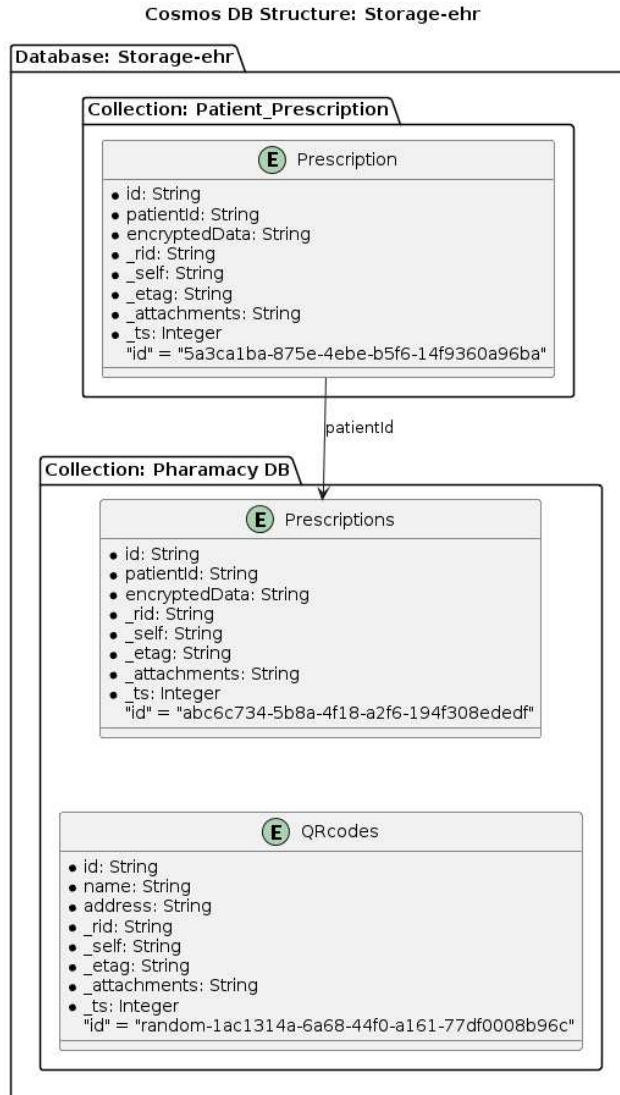 Cosmos DB Structure: Storage-ehr
Database: Storage-ehr
Collection: Patient_Prescription
E Prescription
id: String
patientId: String
encryptedData: String
_rid: String
_self: String
_etag: String
_attachments: String
_ts: Integer
"id" = "5a3ca1ba-875e-4ebe-b5f6-14f9360a96ba"
patientId
Collection: Pharamacy DB
E Prescriptions
id: String
patientId: String
encryptedData: String
_rid: String
_self: String
_etag: String
_attachments: String
_ts: Integer
"id" = "abc6c734-5b8a-4f18-a2f6-194f308ededf"
E QRcodes
id: String
name: String
address: String
_rid: String
_self: String
_etag: String
_attachments: String
_ts: Integer
"id" = "random-1ac1314a-6a68-44f0-a161-77df0008b96c"